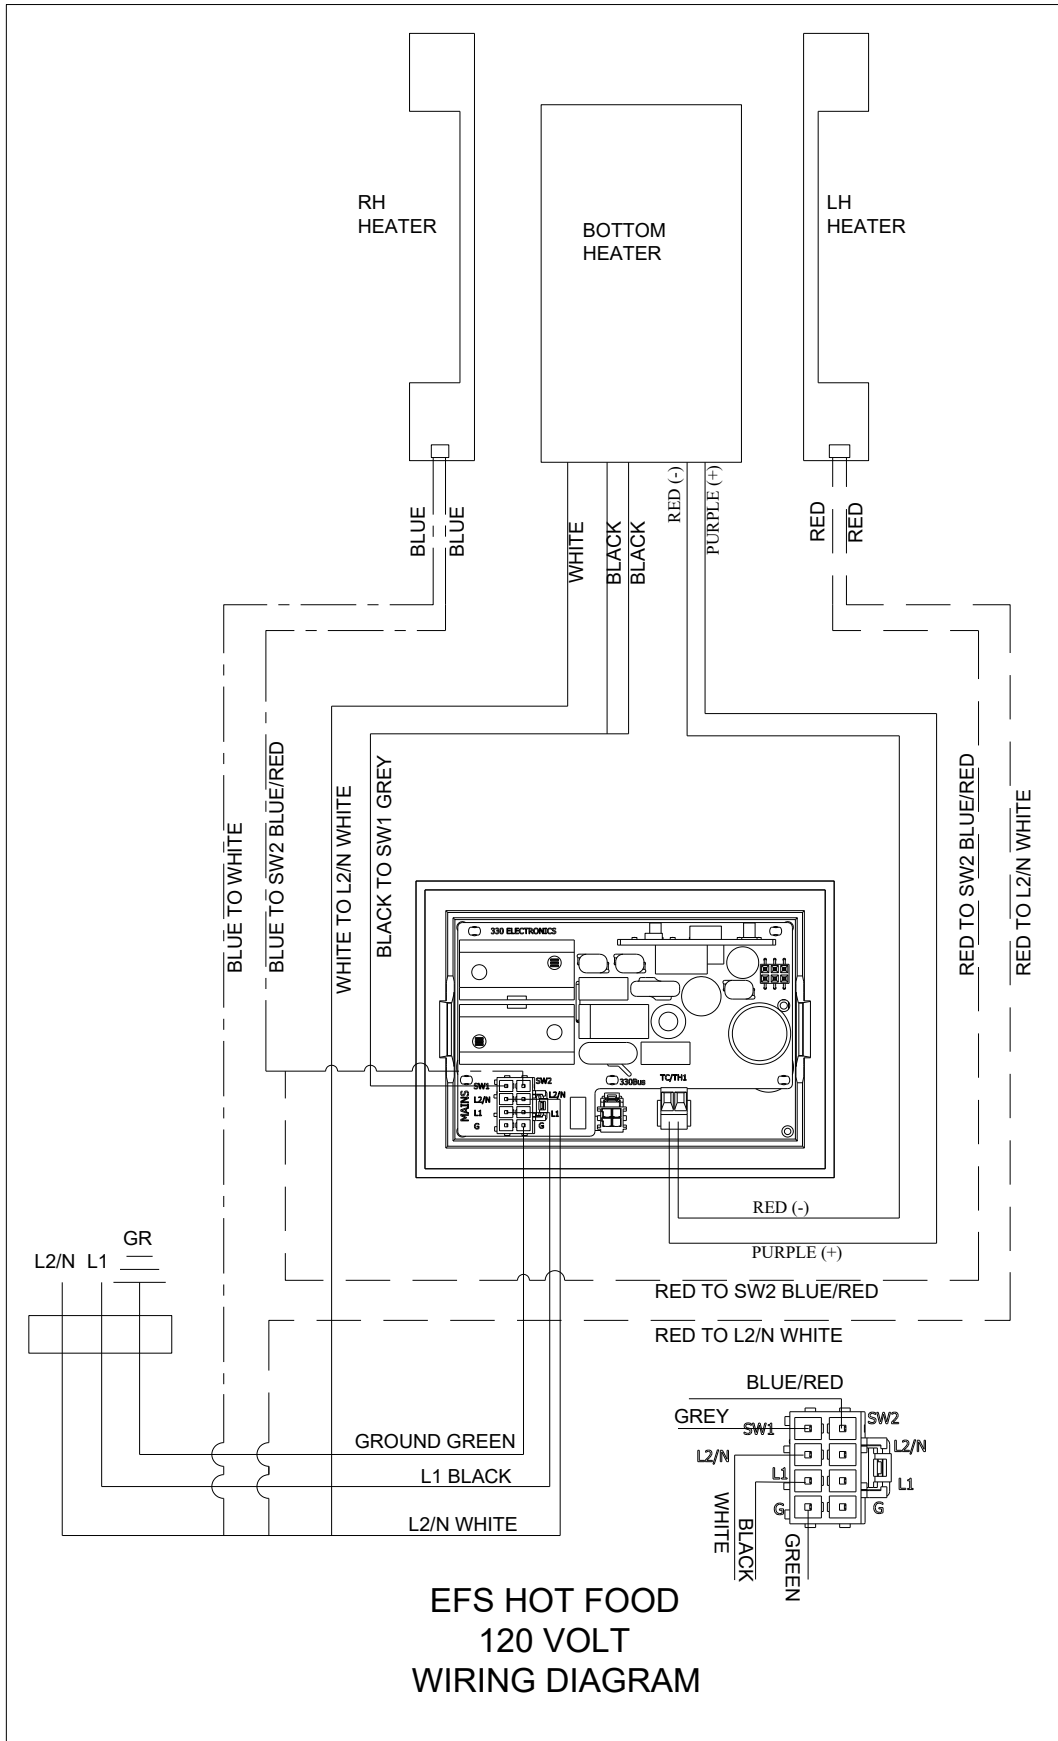 RH
HEATER
BOTTOM
HEATER
LH
HEATER
BLUE
BLUE
WHITE
BLACK
BLACK
RED (-)
PURPLE (+)
RED
RED
BLUE TO WHITE
BLUE TO SW2 BLUE/RED
WHITE TO L2/N WHITE
BLACK TO SW1 GREY
RED TO SW2 BLUE/RED
RED TO L2/N WHITE
330 ELECTRONICS
MAINS
SW1
SW2
L2/N
L2/N
L1
L1
G
G
330Bus
TC/TH1
RED (-)
PURPLE (+)
RED TO SW2 BLUE/RED
RED TO L2/N WHITE
L2/N
L1
GR
GROUND GREEN
L1 BLACK
L2/N WHITE
BLUE/RED
GREY
SW1
SW2
L2/N
L2/N
L1
L1
G
G
WHITE
BLACK
GREEN
EFS HOT FOOD
120 VOLT
WIRING DIAGRAM